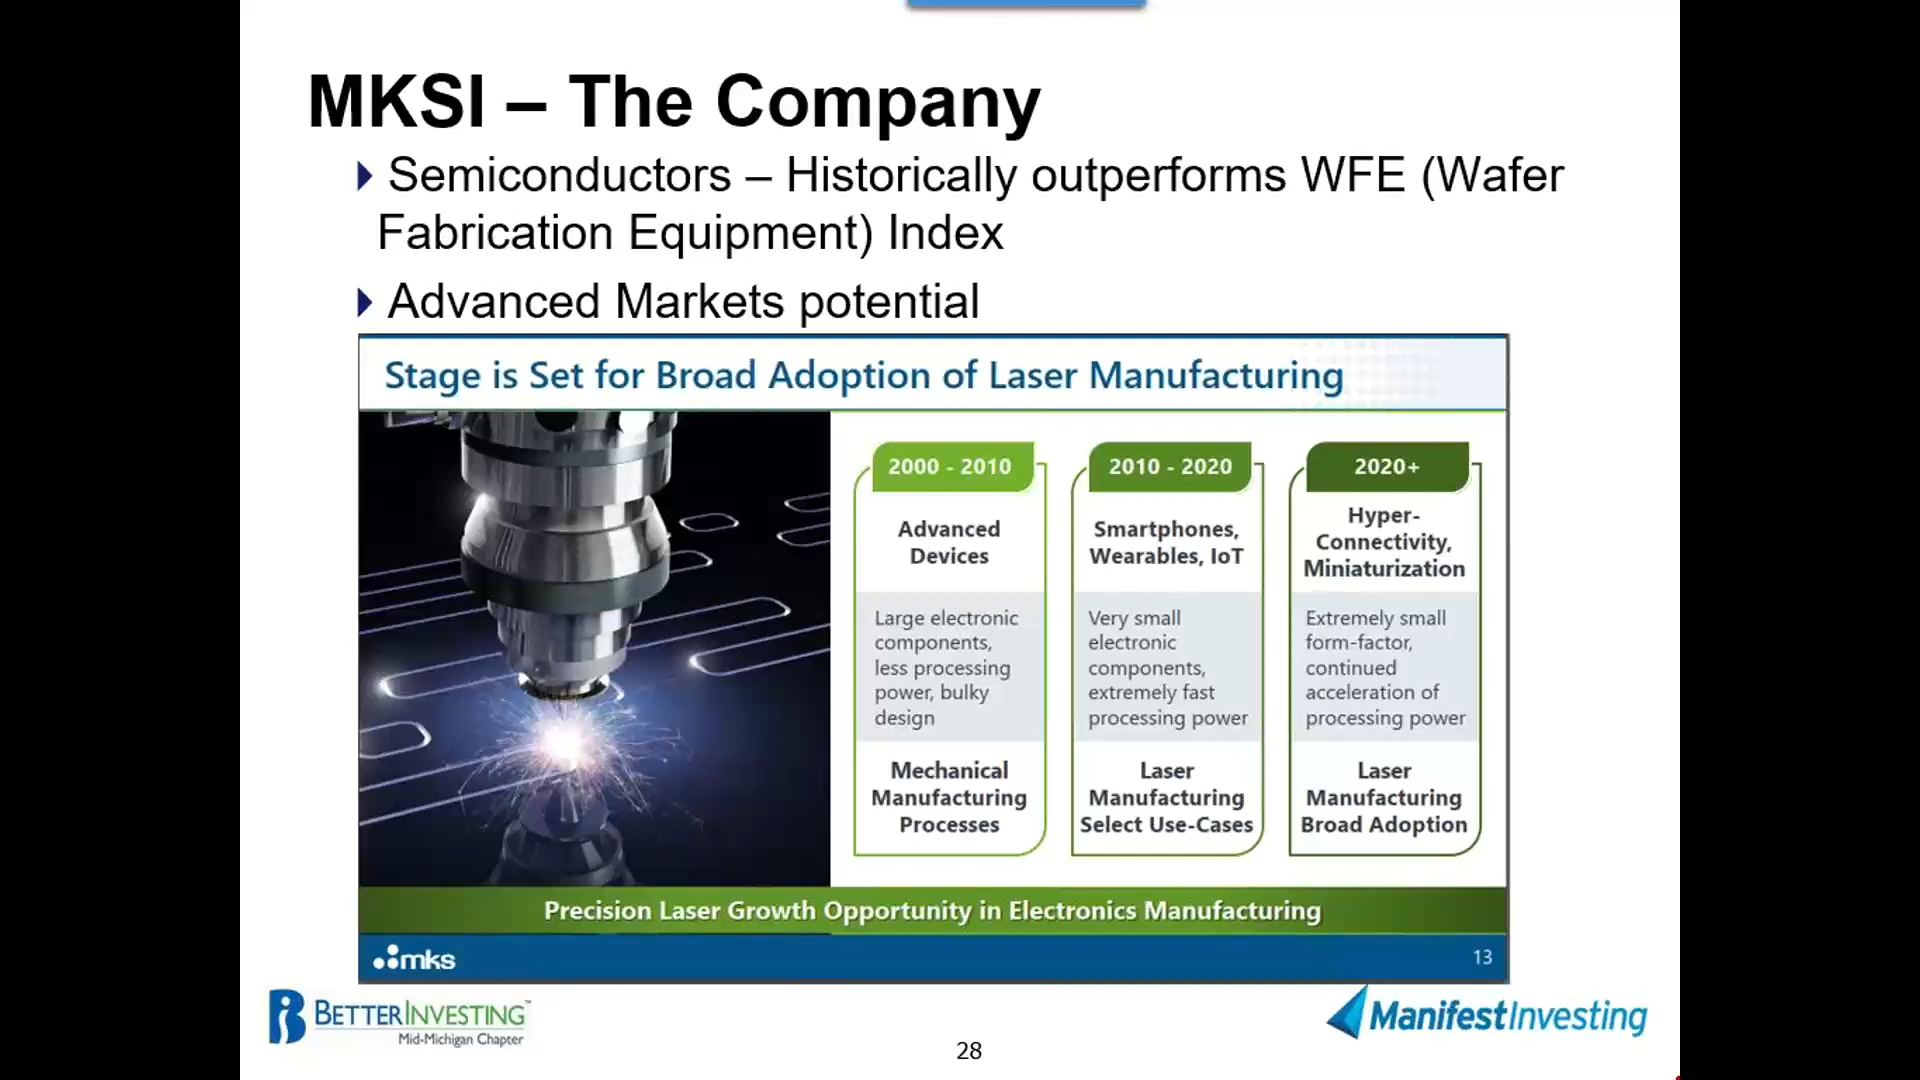 MKSI – The Company
Semiconductors – Historically outperforms WFE (Wafer
Fabrication Equipment) Index
Advanced Markets potential
Stage is Set for Broad Adoption of Laser Manufacturing
2000 - 2010
Advanced
Devices
Large electronic
components,
less processing
power, bulky
design
Mechanical
Manufacturing
Processes
2010 - 2020
Smartphones,
Wearables, IoT
Very small
electronic
components,
extremely fast
processing power
Laser
Manufacturing
Select Use-Cases
2020+
Hyper-
Connectivity,
Miniaturization
Extremely small
form-factor,
continued
acceleration of
processing power
Laser
Manufacturing
Broad Adoption
Precision Laser Growth Opportunity in Electronics Manufacturing
mks
13
BETTERINVESTING™
Mid-Michigan Chapter
ManifestInvesting
28